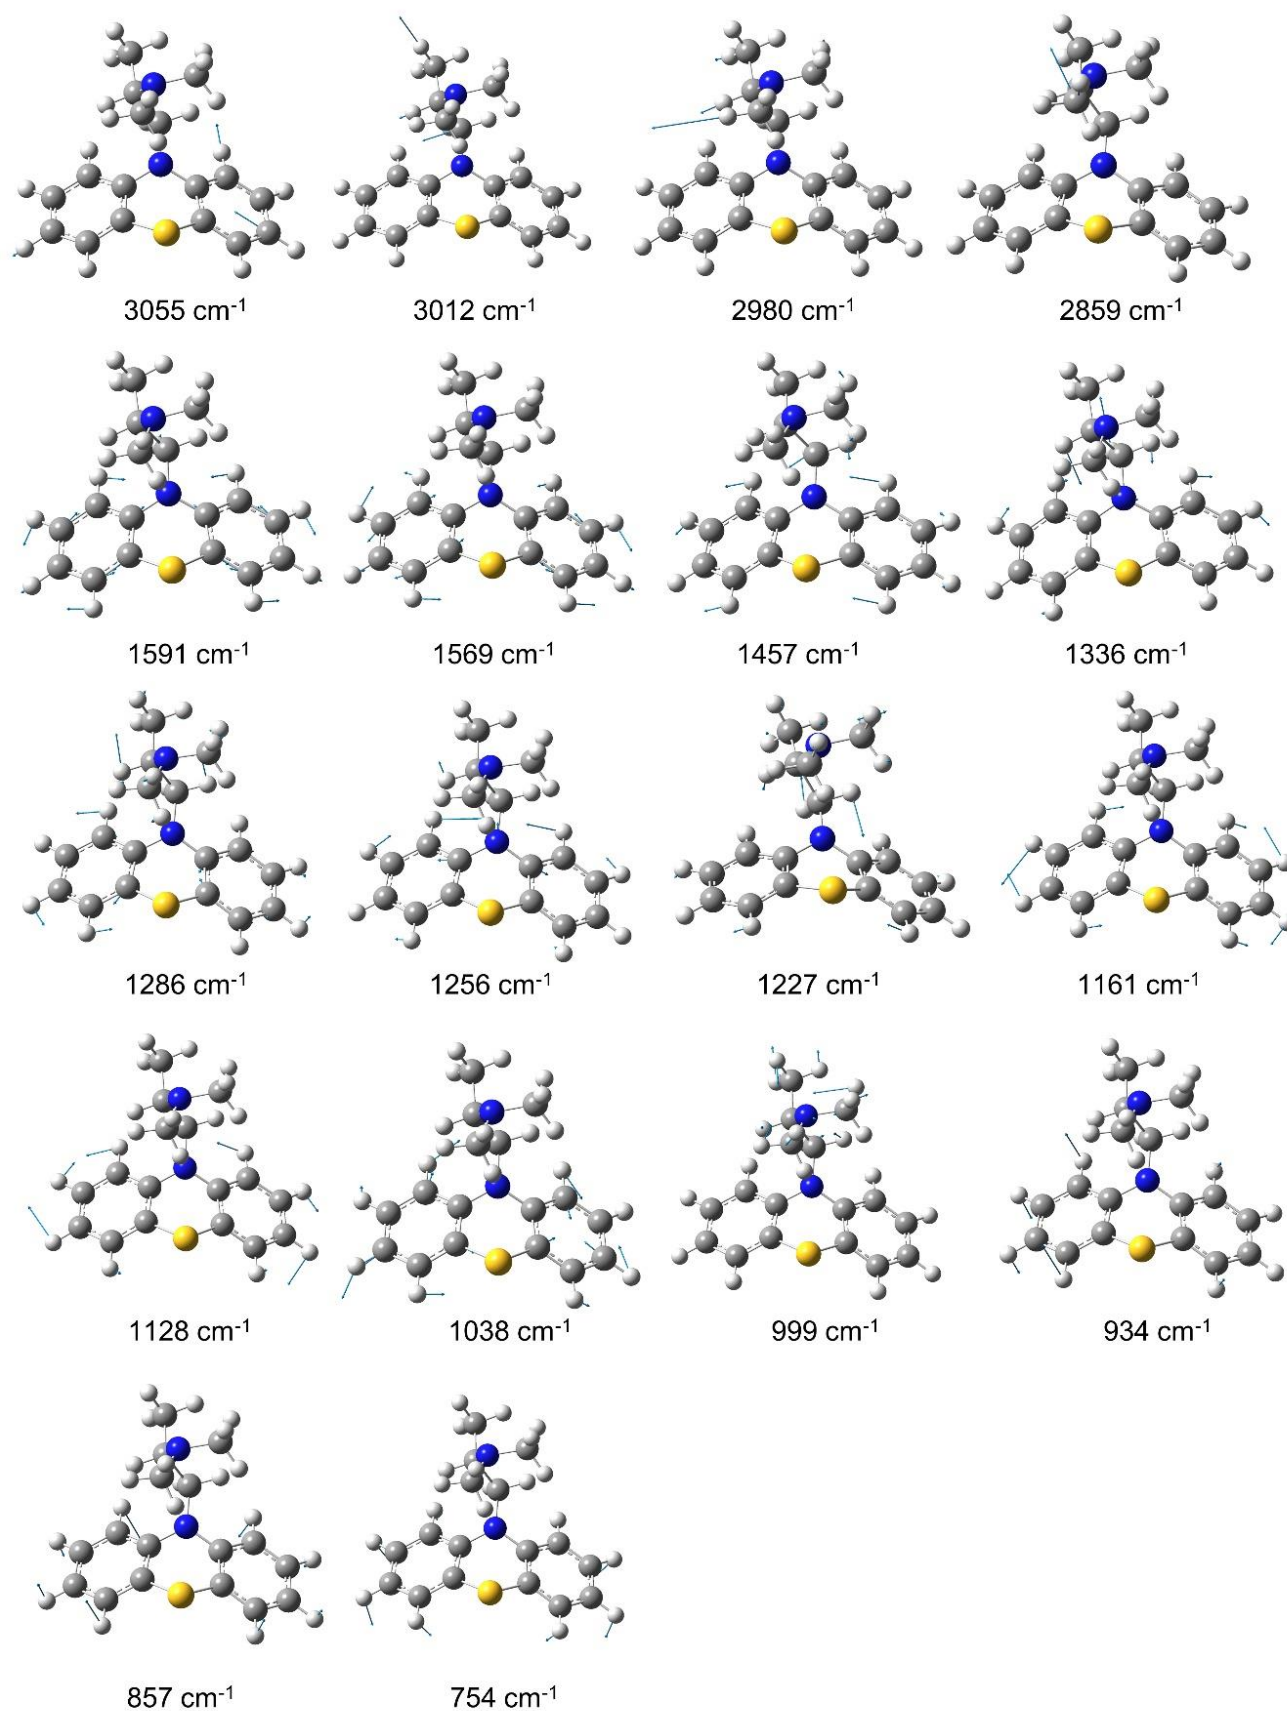 3055 cm⁻¹ 3012 cm⁻¹ 2980 cm⁻¹ 2859 cm⁻¹
1591 cm⁻¹ 1569 cm⁻¹ 1457 cm⁻¹ 1336 cm⁻¹
1286 cm⁻¹ 1256 cm⁻¹ 1227 cm⁻¹ 1161 cm⁻¹
1128 cm⁻¹ 1038 cm⁻¹ 999 cm⁻¹ 934 cm⁻¹
857 cm⁻¹ 754 cm⁻¹